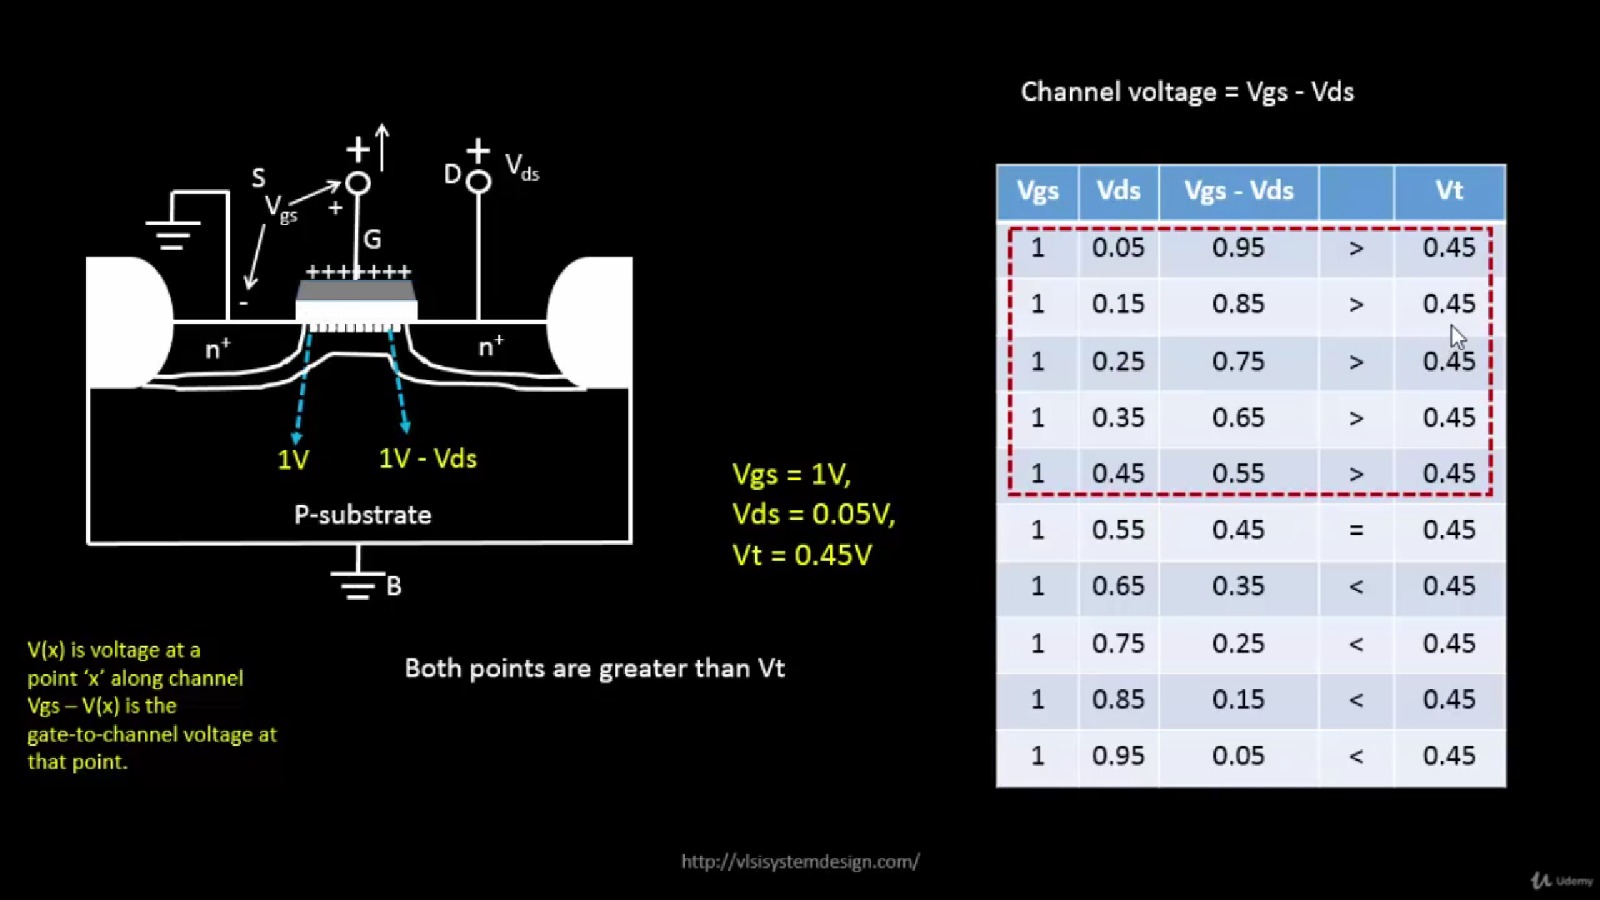 Channel voltage = Vgs - Vds
S
Vgs
+
+
G
D
+
Vds
+++++++
-
n+
n+
1V
1V - Vds
P-substrate
B
Vgs = 1V,
Vds = 0.05V,
Vt = 0.45V
V(x) is voltage at a
point ‘x’ along channel
Vgs – V(x) is the
gate-to-channel voltage at
that point.
Both points are greater than Vt
Vgs Vds Vgs - Vds Vt
1 0.05 0.95 > 0.45
1 0.15 0.85 > 0.45
1 0.25 0.75 > 0.45
1 0.35 0.65 > 0.45
1 0.45 0.55 > 0.45
1 0.55 0.45 = 0.45
1 0.65 0.35 < 0.45
1 0.75 0.25 < 0.45
1 0.85 0.15 < 0.45
1 0.95 0.05 < 0.45
http://vlsisystemdesign.com/
Udemy